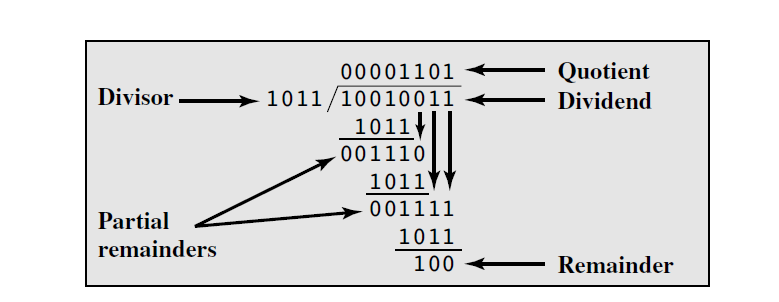 00001101 Quotient
Divisor 1011 10010011 Dividend
1011
001110
1011
Partial 001111
remainders 1011
100 Remainder